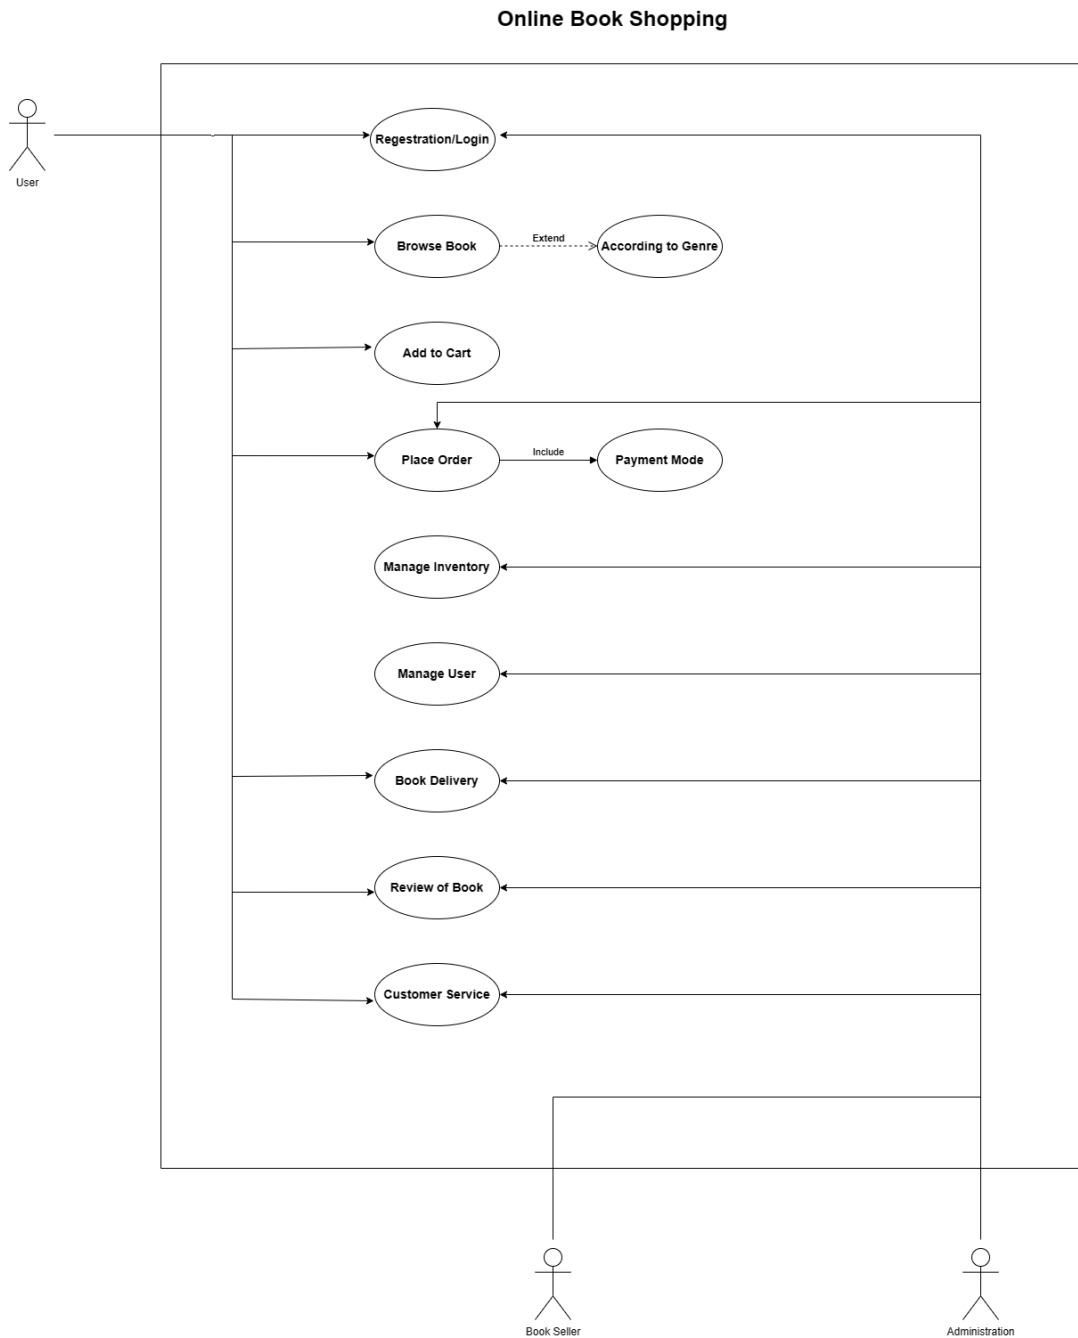 Online Book Shopping
User
Regestration/Login
Browse Book
Extend
According to Genre
Add to Cart
Place Order
Include
Payment Mode
Manage Inventory
Manage User
Book Delivery
Review of Book
Customer Service
Book Seller
Administration